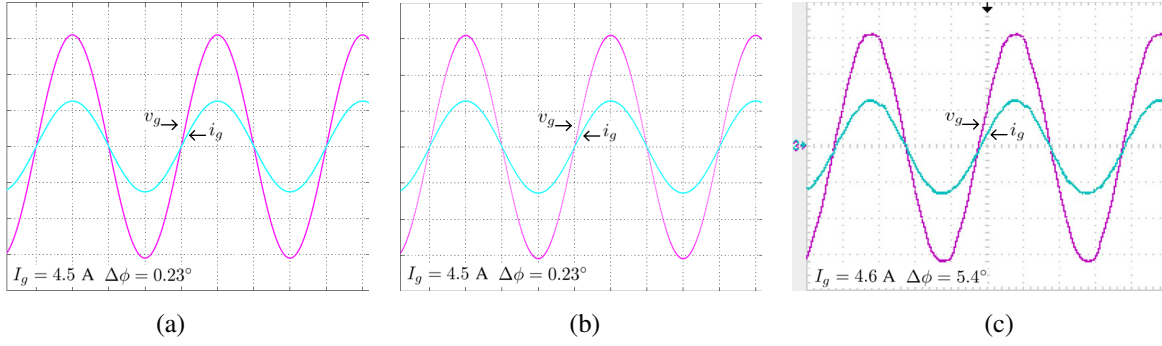 v_g i_g
I_g = 4.5 A Δϕ = 0.23°
(a)
v_g i_g
I_g = 4.5 A Δϕ = 0.23°
(b)
v_g i_g
3
I_g = 4.6 A Δϕ = 5.4°
(c)